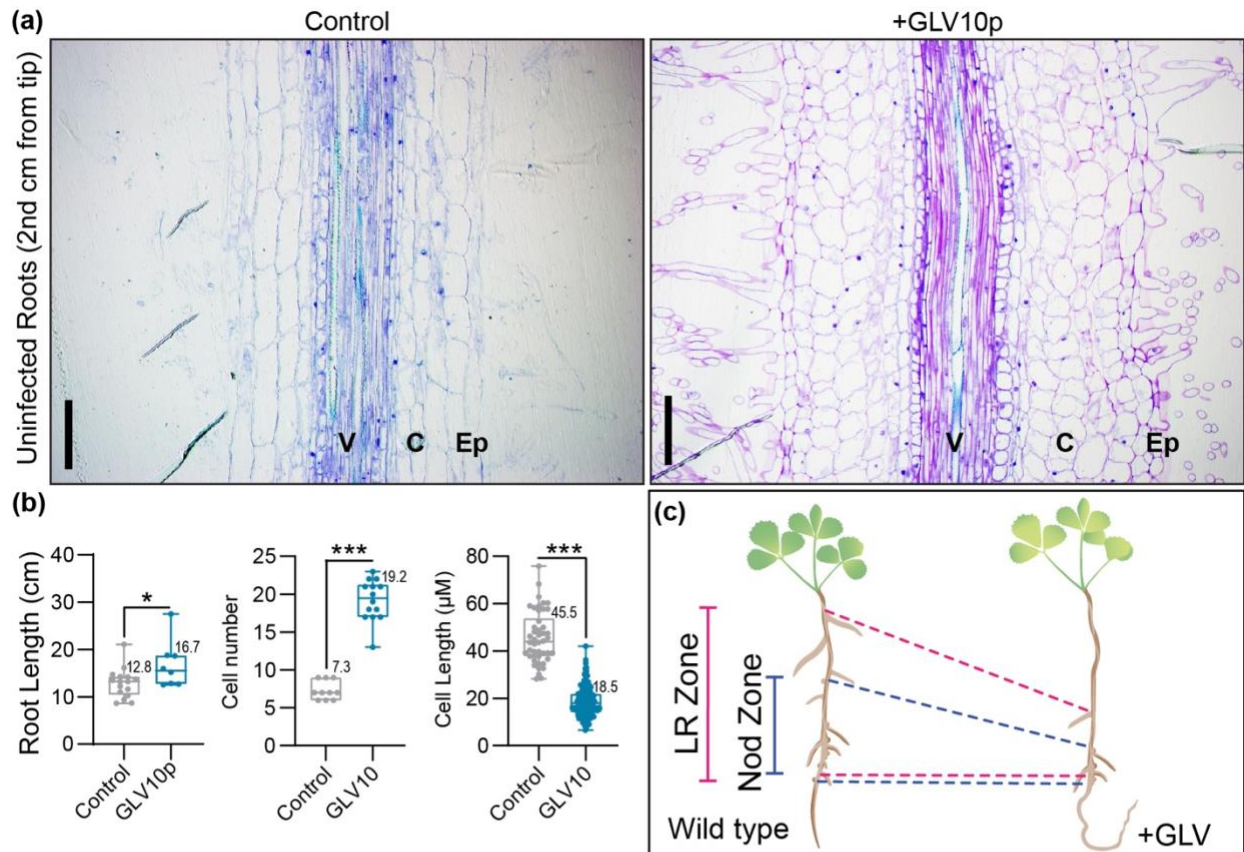 (a)
Control
+GLV10p
Uninfected Roots (2nd cm from tip)
V C Ep
V C Ep
(b)
Root Length (cm)
40
30
20
10
0
*
12.8
16.7
Control
GLV10p
Cell number
25
20
15
10
5
0
***
7.3
19.2
Control
GLV10
Cell Length (µM)
80
60
40
20
0
***
45.5
18.5
Control
GLV10
(c)
LR Zone
Nod Zone
Wild type
+GLV